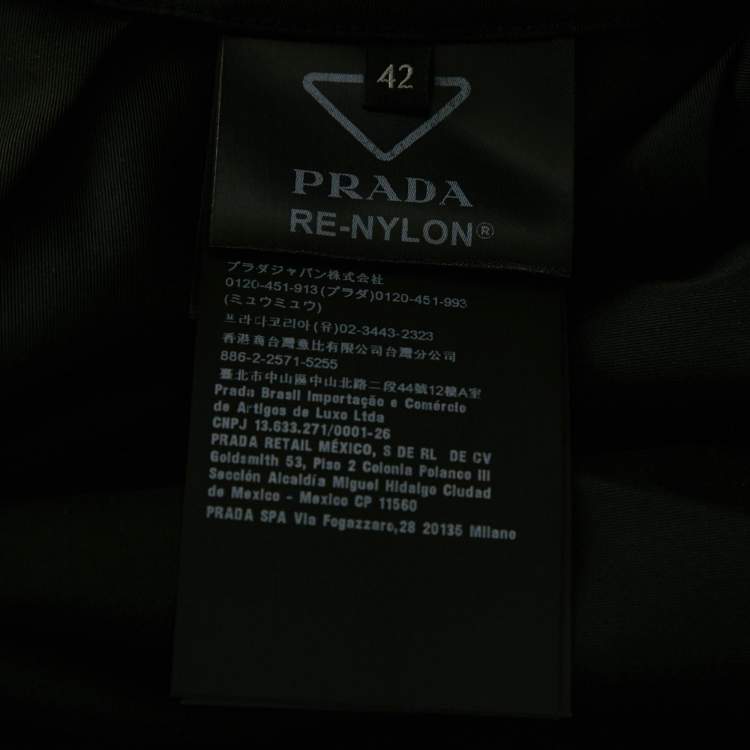 42
PRADA
RE-NYLON®
プラダジャパン株式会社
0120-451-913(プラダ)0120-451-993
(ミュウミュウ)
프라다코리아(유)02-3443-2323
香港商台灣意比有限公司台灣分公司
886-2-2571-5255
臺北市中山區中山北路二段44號12樓A室
Prada Brasil Importação e Comércio
de Artigos de Luxo Ltda
CNPJ 13.633.271/0001-26
PRADA RETAIL MÉXICO, S DE RL DE CV
Goldsmith 53, Piso 2 Colonia Polanco III
Sección Alcaldía Miguel Hidalgo Ciudad
de Mexico - Mexico CP 11560
PRADA SPA Via Fogazzaro,28 20135 Milano